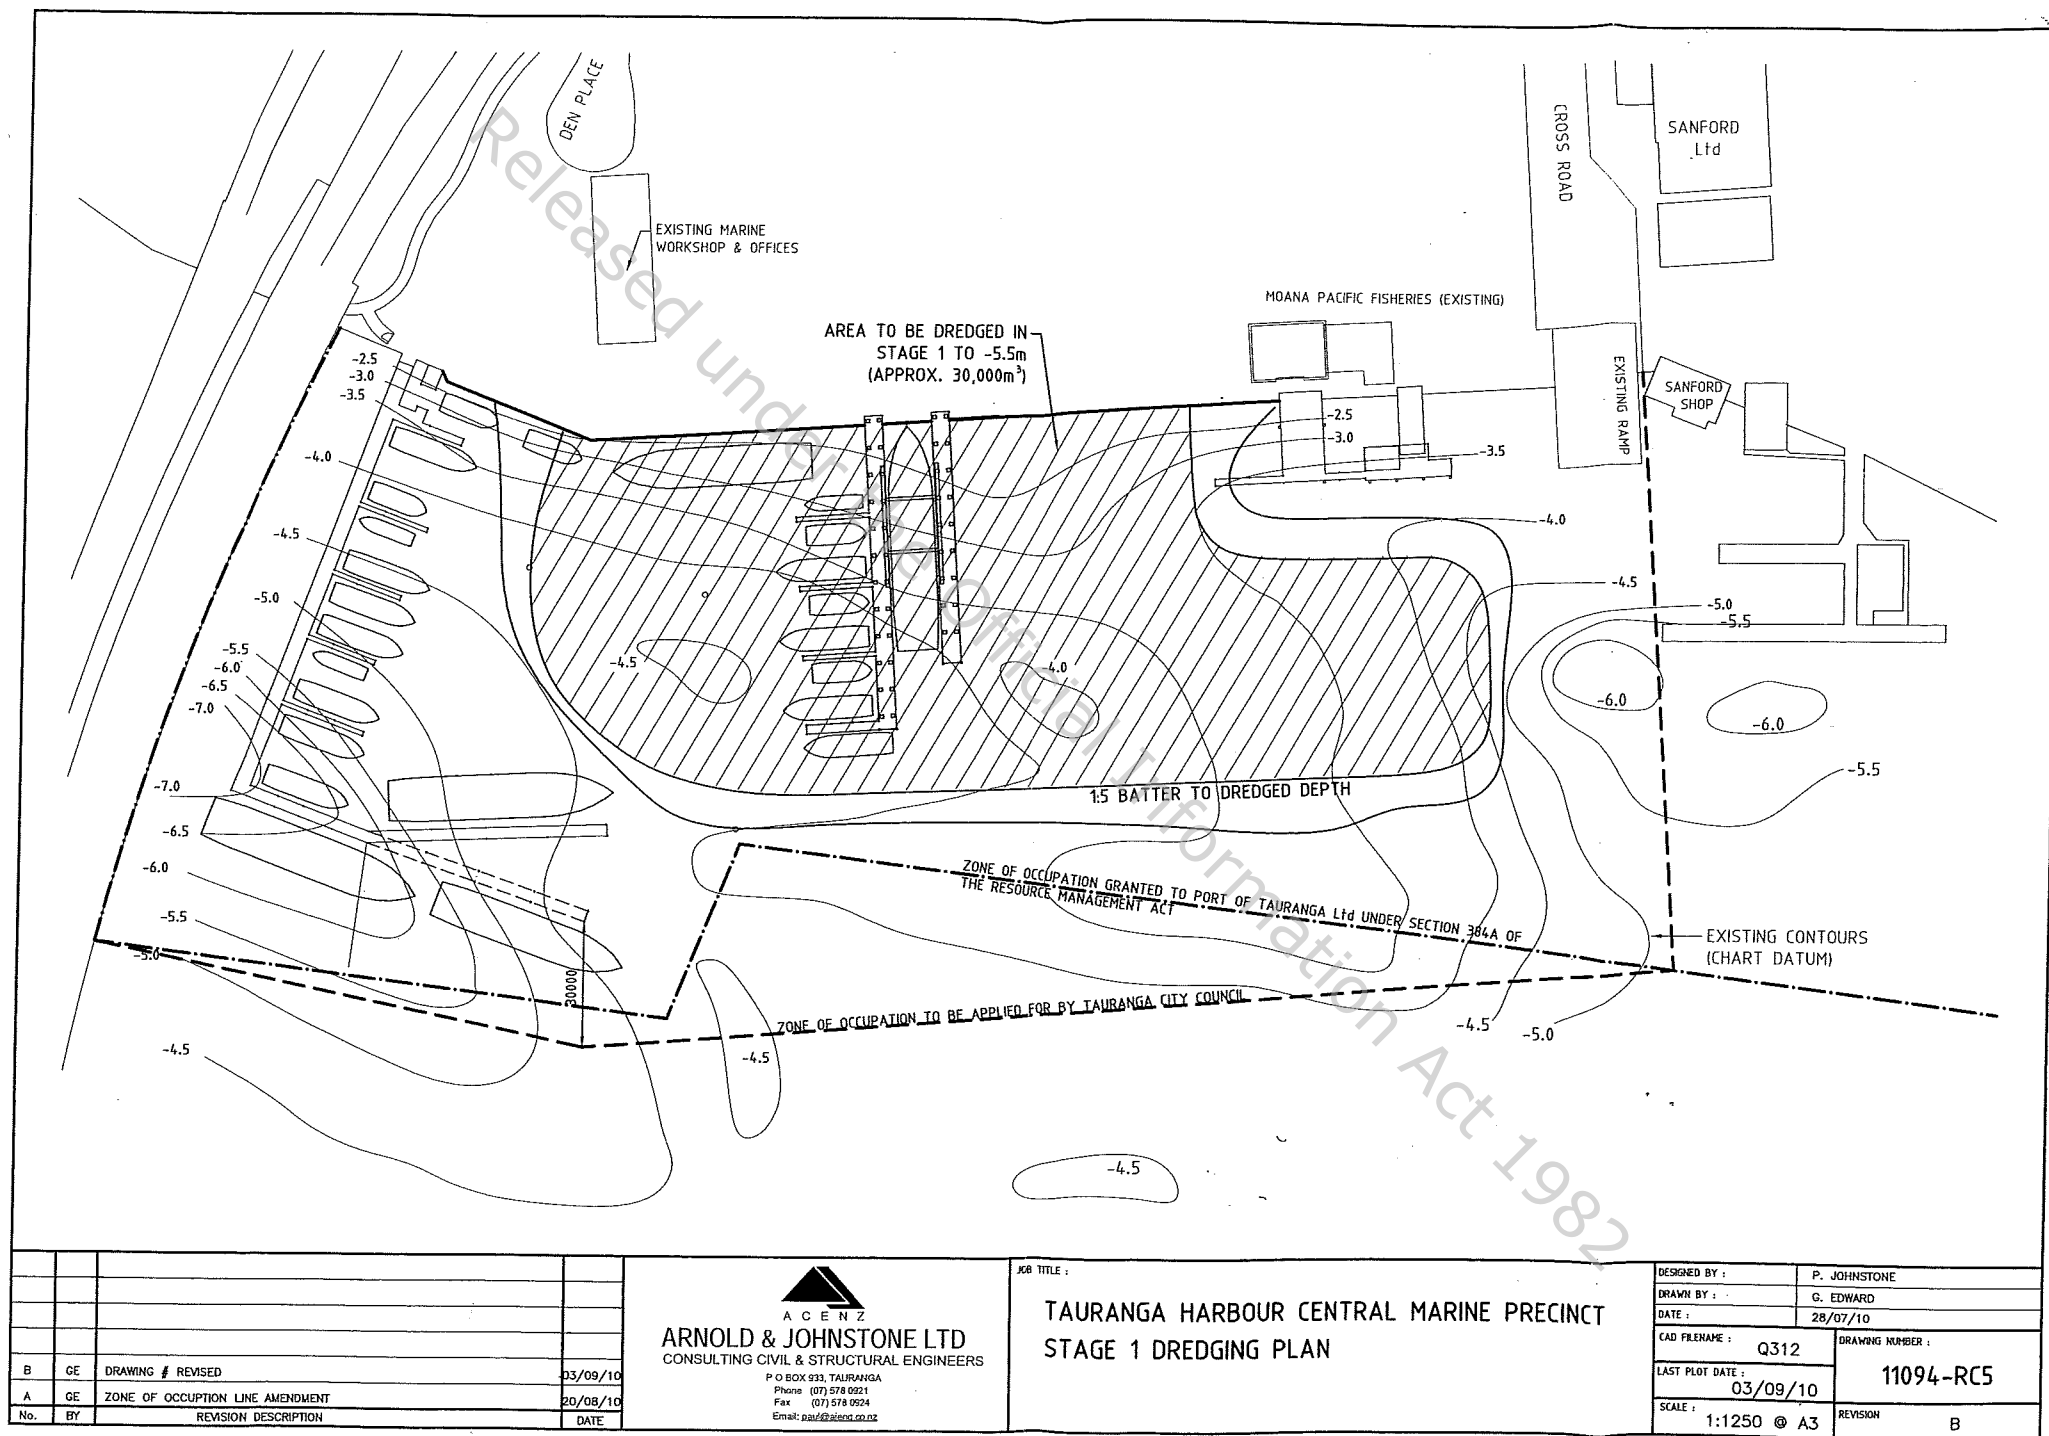 DEN PLACE
EXISTING MARINE
WORKSHOP & OFFICES
AREA TO BE DREDGED IN
STAGE 1 TO -5.5m
(APPROX. 30,000m³)
MOANA PACIFIC FISHERIES (EXISTING)
CROSS ROAD
SANFORD
Ltd
EXISTING RAMP
SANFORD
SHOP
-2.5
-3.0
-3.5
-4.0
-4.5
-5.0
-5.5
-6.0
-6.5
-7.0
-7.0
-6.5
-6.0
-5.5
-5.0
-4.5
-2.5
-3.0
-3.5
-4.0
-4.5
-5.0
-5.5
-6.0
-6.0
-5.5
-4.5
-4.0
1:5 BATTER TO DREDGED DEPTH
ZONE OF OCCUPATION GRANTED TO PORT OF TAURANGA Ltd UNDER SECTION 384A OF
THE RESOURCE MANAGEMENT ACT
EXISTING CONTOURS
(CHART DATUM)
30000
ZONE OF OCCUPATION TO BE APPLIED FOR BY TAURANGA CITY COUNCIL
-4.5
-4.5
-5.0
-4.5
Released under the Official Information Act 1982
B GE DRAWING # REVISED 03/09/10
A GE ZONE OF OCCUPTION LINE AMENDMENT 20/08/10
No. BY REVISION DESCRIPTION DATE
ACENZ
ARNOLD & JOHNSTONE LTD
CONSULTING CIVIL & STRUCTURAL ENGINEERS
P O BOX 933, TAURANGA
Phone (07) 578 0921
Fax (07) 578 0924
Email: paul@ajeng.co.nz
JOB TITLE :
TAURANGA HARBOUR CENTRAL MARINE PRECINCT
STAGE 1 DREDGING PLAN
DESIGNED BY : P. JOHNSTONE
DRAWN BY : G. EDWARD
DATE : 28/07/10
CAD FILENAME : Q312
DRAWING NUMBER :
11094-RC5
LAST PLOT DATE :
03/09/10
SCALE : 1:1250 @ A3
REVISION B